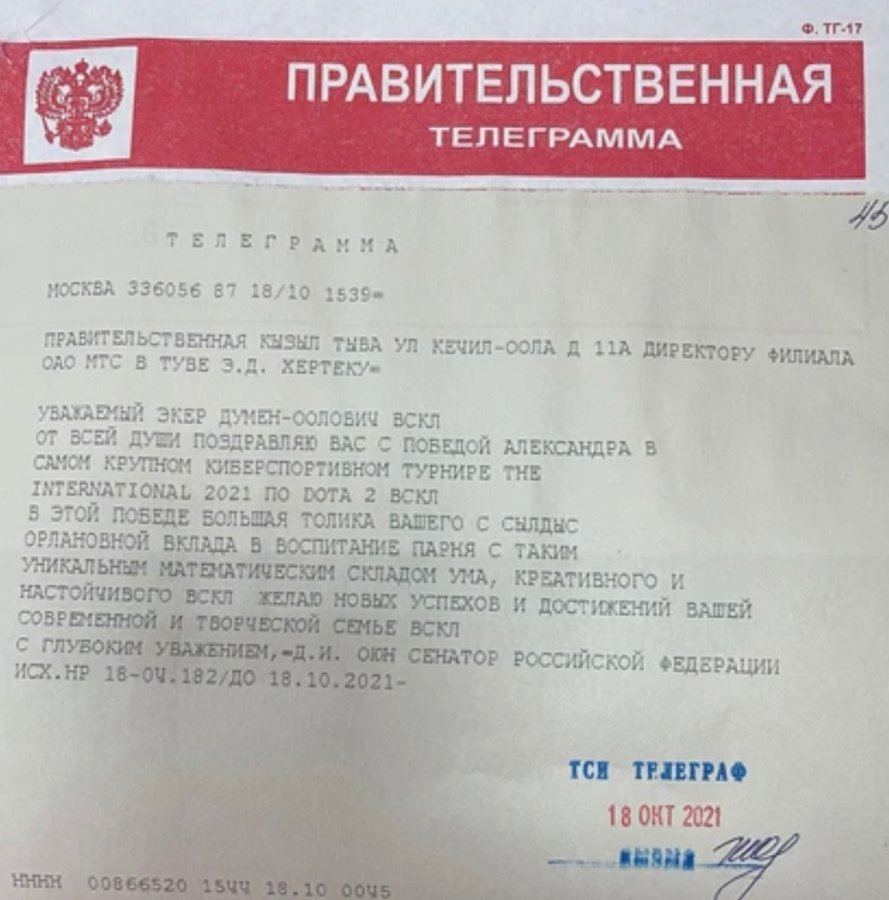 Ф. ТГ-17
ПРАВИТЕЛЬСТВЕННАЯ
ТЕЛЕГРАММА
45
ТЕЛЕГРАММА
МОСКВА 336056 87 18/10 1539=
ПРАВИТЕЛЬСТВЕННАЯ КЫЗЫЛ ТЫВА УЛ КЕЧИЛ-ООЛА Д 11А ДИРЕКТОРУ ФИЛИАЛА
ОАО МТС В ТУВЕ Э.Д. ХЕРТЕКУ=
УВАЖАЕМЫЙ ЭКЕР ДУМЕН-ООЛОВИЧ ВСКЛ
ОТ ВСЕЙ ДУШИ ПОЗДРАВЛЯЮ ВАС С ПОБЕДОЙ АЛЕКСАНДРА В
САМОМ КРУПНОМ КИБЕРСПОРТИВНОМ ТУРНИРЕ THE
INTERNATIONAL 2021 ПО DOTA 2 ВСКЛ
В ЭТОЙ ПОБЕДЕ БОЛЬШАЯ ТОЛИКА ВАШЕГО С СЫЛДЫС
ОРЛАНОВНОЙ ВКЛАДА В ВОСПИТАНИЕ ПАРНЯ С ТАКИМ
УНИКАЛЬНЫМ МАТЕМАТИЧЕСКИМ СКЛАДОМ УМА, КРЕАТИВНОГО И
НАСТОЙЧИВОГО ВСКЛ ЖЕЛАЮ НОВЫХ УСПЕХОВ И ДОСТИЖЕНИЙ ВАШЕЙ
СОВРЕМЕННОЙ И ТВОРЧЕСКОЙ СЕМЬЕ ВСКЛ
С ГЛУБОКИМ УВАЖЕНИЕМ,=Д.И. ОЮН СЕНАТОР РОССИЙСКОЙ ФЕДЕРАЦИИ
ИСХ.НР 18-04.182/ДО 18.10.2021-
ТСИ ТЕЛЕГРАФ
18 ОКТ 2021
НННН 00866520 1544 18.10 0045